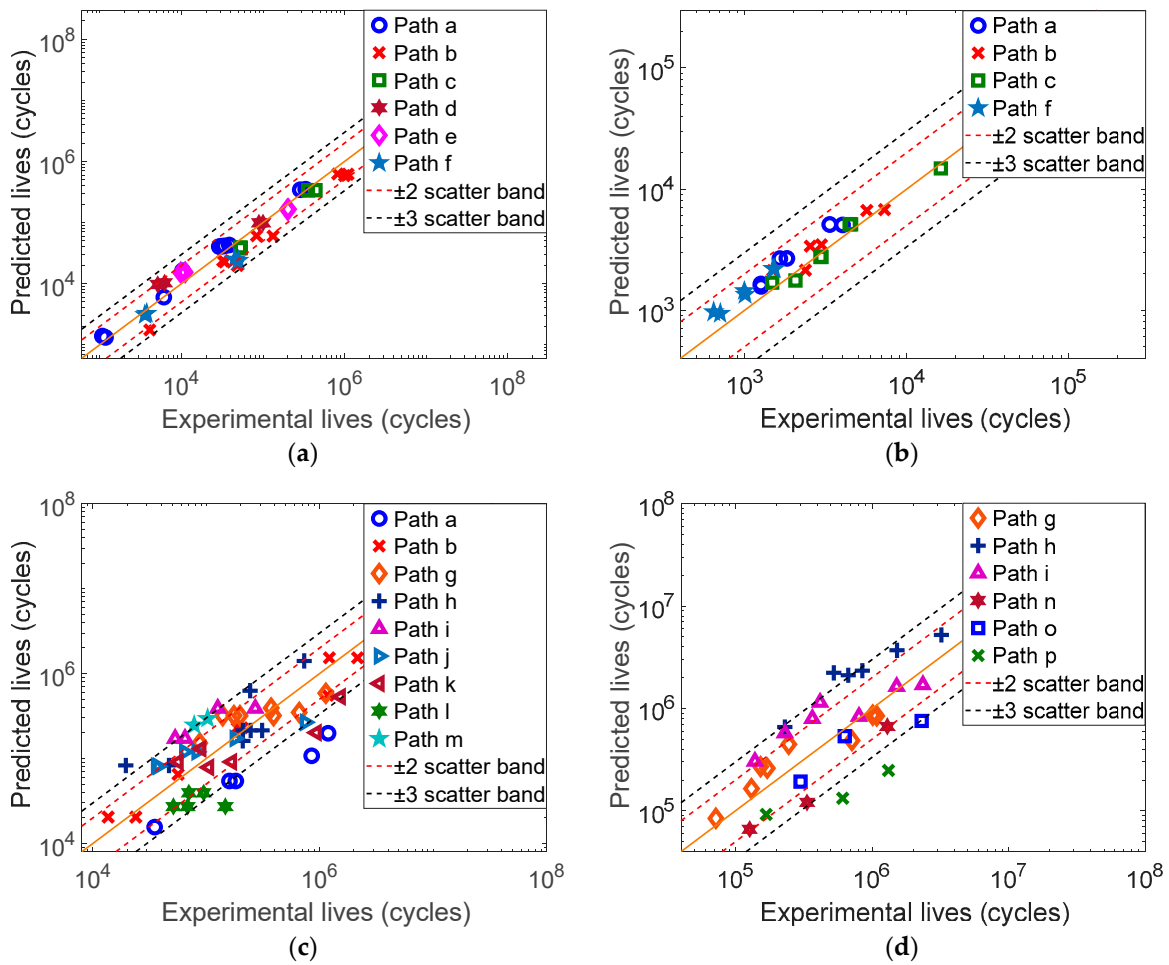 10^8
10^6
10^4
Predicted lives (cycles)
Path a
Path b
Path c
Path d
Path e
Path f
±2 scatter band
±3 scatter band
10^4
10^6
10^8
Experimental lives (cycles)
(a)
10^5
10^4
10^3
Predicted lives (cycles)
Path a
Path b
Path c
Path f
±2 scatter band
±3 scatter band
10^3
10^4
10^5
Experimental lives (cycles)
(b)
10^8
10^6
10^4
Predicted lives (cycles)
Path a
Path b
Path g
Path h
Path i
Path j
Path k
Path l
Path m
±2 scatter band
±3 scatter band
10^4
10^6
10^8
Experimental lives (cycles)
(c)
10^8
10^7
10^6
10^5
Predicted lives (cycles)
Path g
Path h
Path i
Path n
Path o
Path p
±2 scatter band
±3 scatter band
10^5
10^6
10^7
10^8
Experimental lives (cycles)
(d)